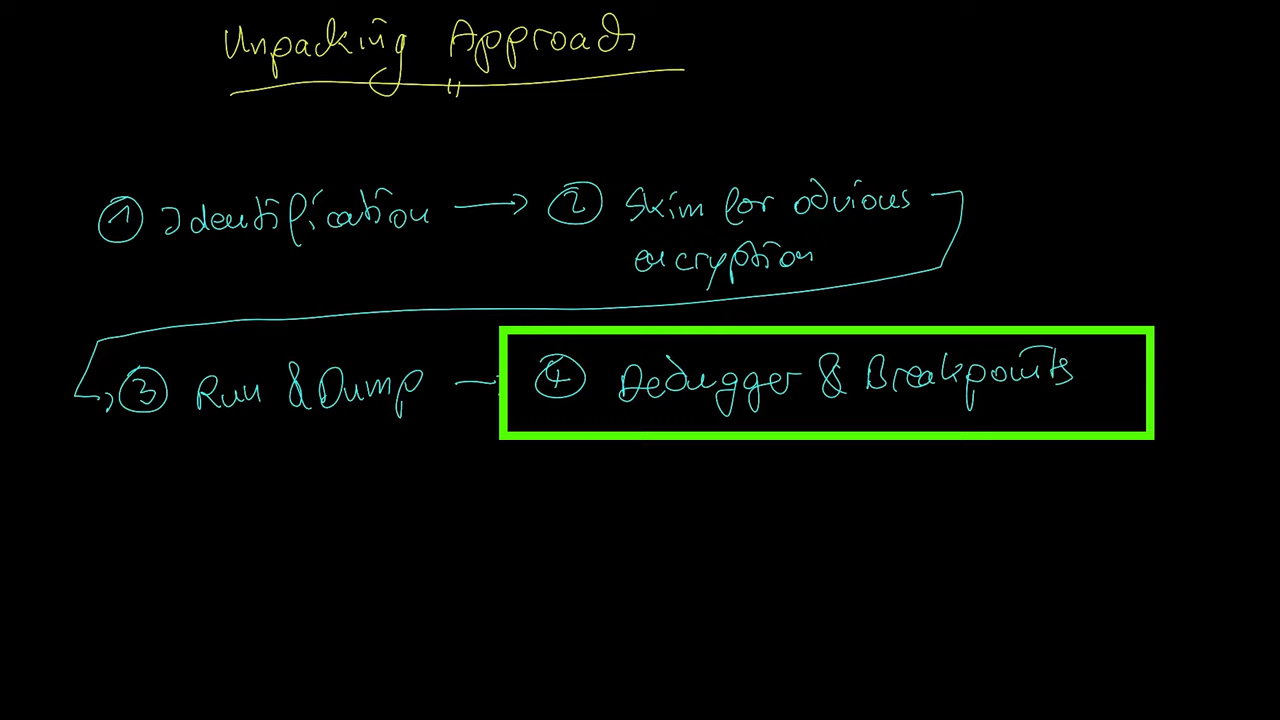 Unpacking Approach
① Identification → ② Skim for obvious
encryption
③ Run & Dump → ④ Debugger & Breakpoints